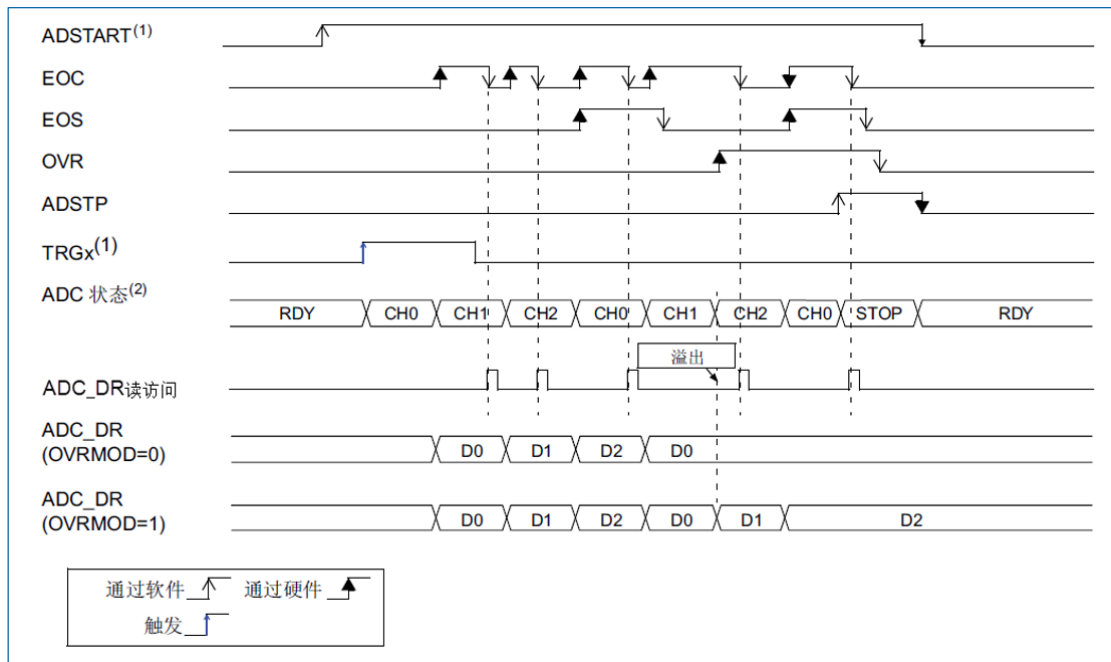 ADSTART(1)
EOC
EOS
OVR
ADSTP
TRGx(1)
ADC 状态(2)
RDY CH0 CH1 CH2 CH0 CH1 CH2 CH0 STOP RDY
溢出
ADC_DR读访问
ADC_DR
(OVRMOD=0)
D0 D1 D2 D0
ADC_DR
(OVRMOD=1)
D0 D1 D2 D0 D1 D2
通过软件 通过硬件
触发